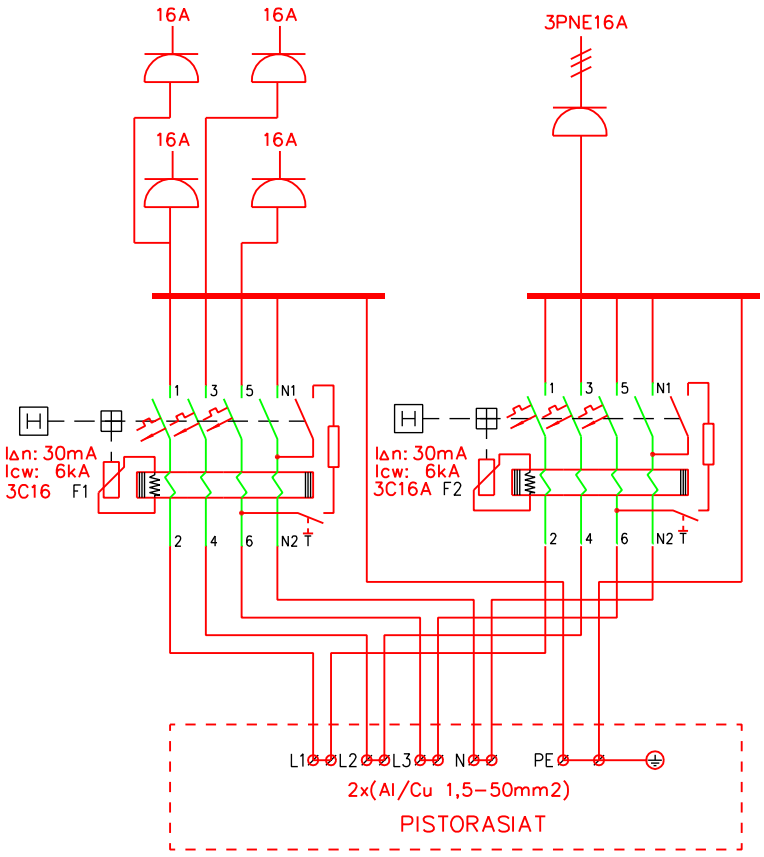 16A 16A
3PNE16A
16A 16A
1 3 5 N1
1 3 5 N1
H
H
I∆n: 30mA
Icw: 6kA
3C16 F1
I∆n: 30mA
Icw: 6kA
3C16A F2
2 4 6 N2 T
2 4 6 N2 T
L1 L2 L3 N PE
2x(Al/Cu 1,5-50mm2)
PISTORASIAT